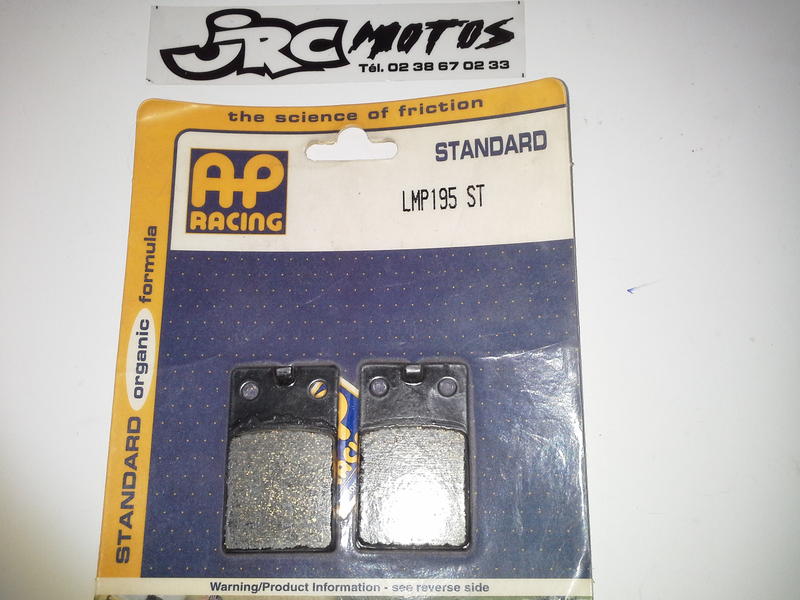 JRC MOTOS
Tél. 02 38 67 02 33
the science of friction
STANDARD
AP
RACING
LMP195 ST
STANDARD organic formula
Warning/Product Information - see reverse side